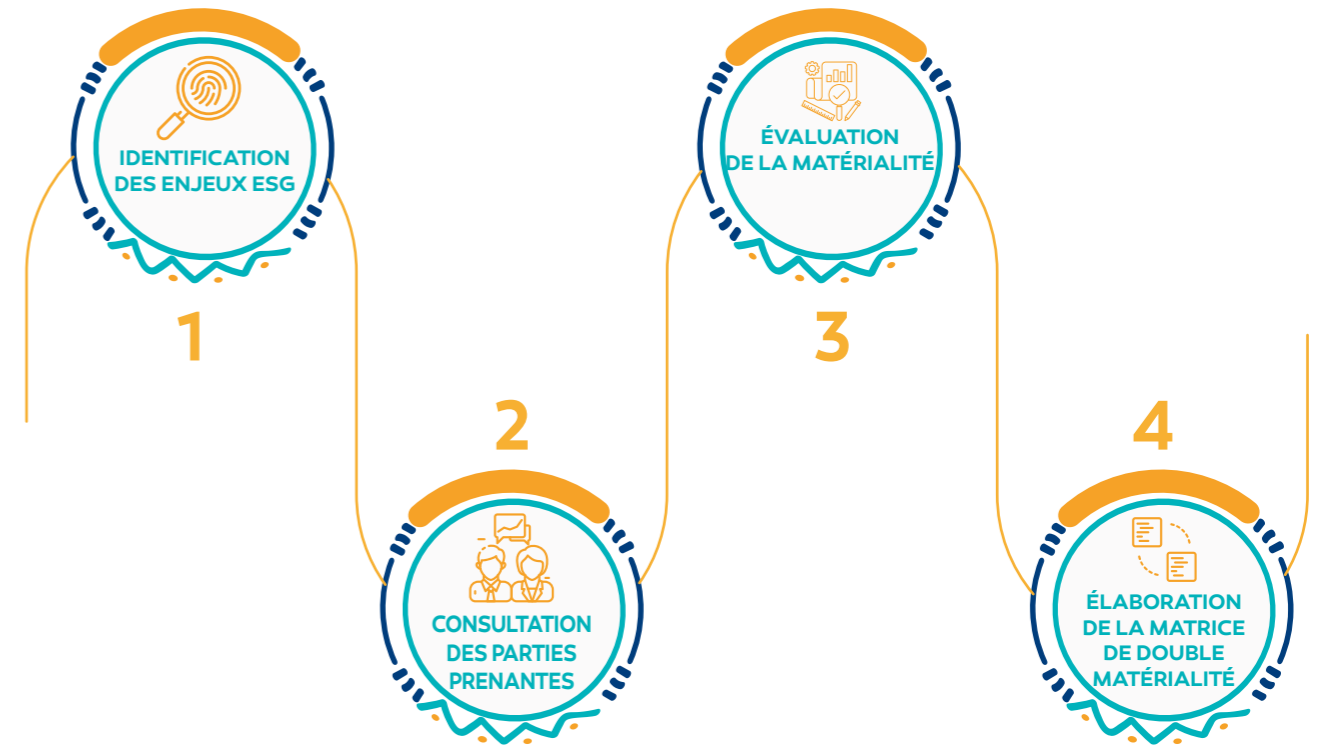 IDENTIFICATION
DES ENJEUX ESG
1
2
CONSULTATION
DES PARTIES
PRENANTES
ÉVALUATION
DE LA MATÉRIALITÉ
3
4
ÉLABORATION
DE LA MATRICE
DE DOUBLE
MATÉRIALITÉ